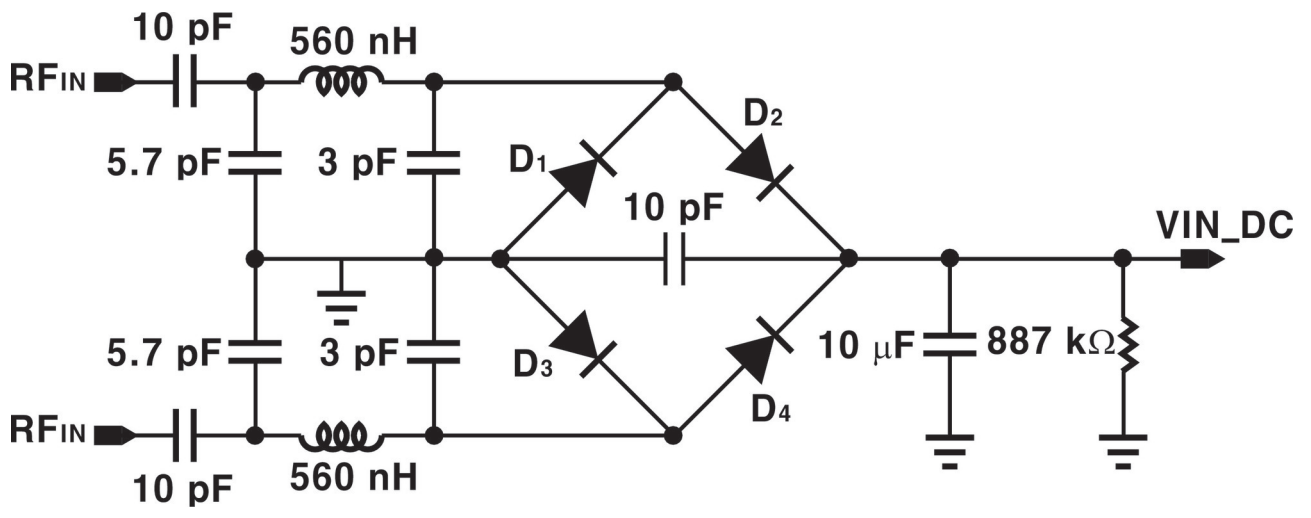 10 pF
560 nH
RFIN
D2
5.7 pF
3 pF
D1
10 pF
VIN_DC
5.7 pF
3 pF
D3
10 μF
887 kΩ
D4
RFIN
560 nH
10 pF